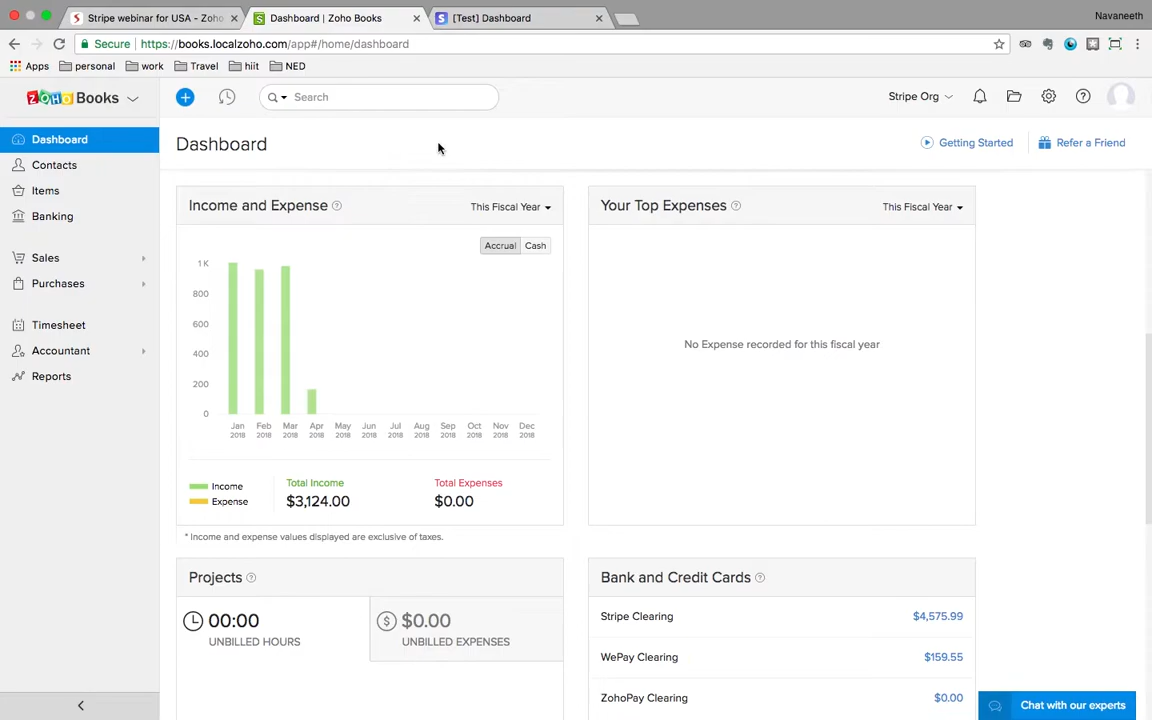 Stripe webinar for USA - Zoho
Dashboard | Zoho Books
[Test] Dashboard
Navaneeth
Secure
https://books.localzoho.com/app#/home/dashboard
Apps
personal
work
Travel
hiit
NED
ZOHO Books
Search
Stripe Org
Dashboard
Contacts
Items
Banking
Sales
Purchases
Timesheet
Accountant
Reports
Dashboard
Getting Started
Refer a Friend
Income and Expense
This Fiscal Year
Accrual
Cash
1 K
800
600
400
200
0
Jan Feb Mar Apr May Jun Jul Aug Sep Oct Nov Dec
2018 2018 2018 2018 2018 2018 2018 2018 2018 2018 2018 2018
Income
Expense
Total Income
$3,124.00
Total Expenses
$0.00
* Income and expense values displayed are exclusive of taxes.
Your Top Expenses
This Fiscal Year
No Expense recorded for this fiscal year
Projects
00:00
UNBILLED HOURS
$0.00
UNBILLED EXPENSES
Bank and Credit Cards
Stripe Clearing
$4,575.99
WePay Clearing
$159.55
ZohoPay Clearing
$0.00
Chat with our experts